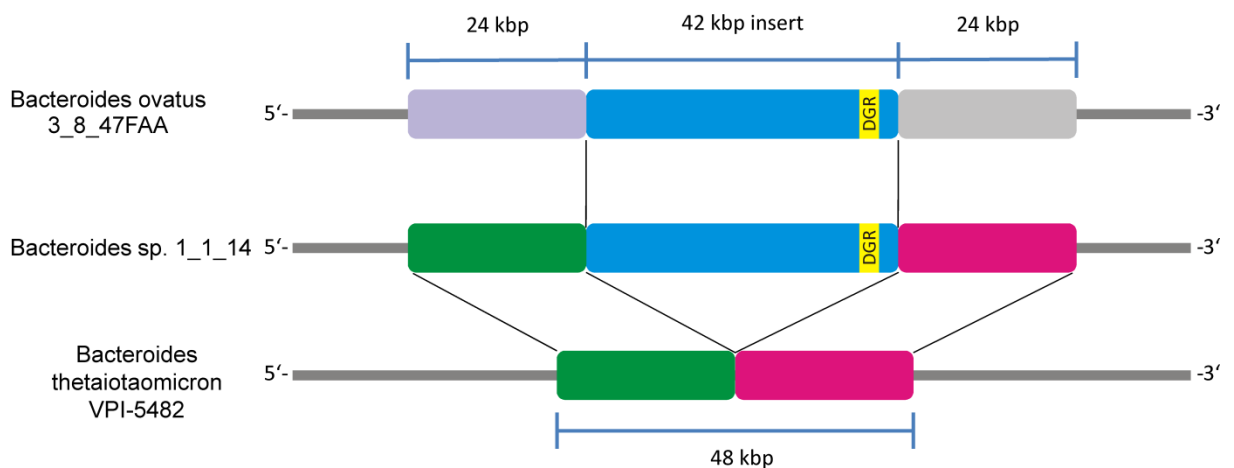 24 kbp
42 kbp insert
24 kbp
Bacteroides ovatus
3_8_47FAA
5‘-
DGR
-3‘
Bacteroides sp. 1_1_14
5‘-
DGR
-3‘
Bacteroides
thetaiotaomicron
VPI-5482
5‘-
-3‘
48 kbp